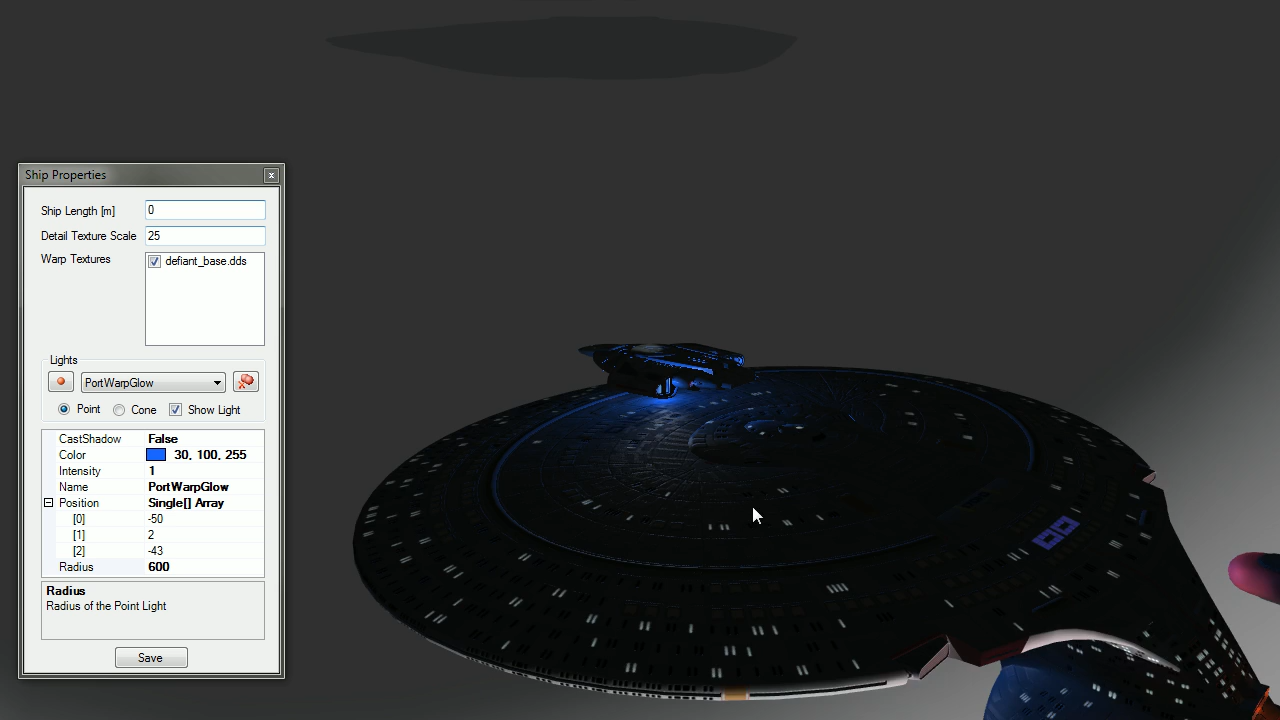 Ship Properties
x
Ship Length [m] 0
Detail Texture Scale 25
Warp Textures defiant_base.dds
Lights
PortWarpGlow
Point Cone Show Light
CastShadow False
Color 30, 100, 255
Intensity 1
Name PortWarpGlow
Position Single[] Array
[0] -50
[1] 2
[2] -43
Radius 600
Radius
Radius of the Point Light
Save